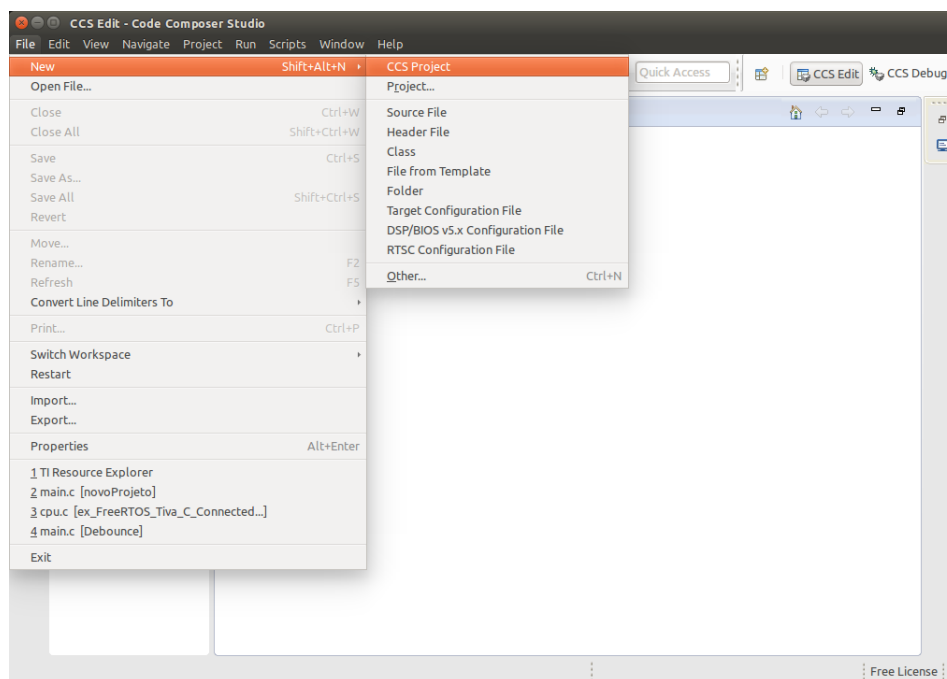 CCS Edit - Code Composer Studio
File Edit View Navigate Project Run Scripts Window Help
New Shift+Alt+N
Open File...
Close Ctrl+W
Close All Shift+Ctrl+W
Save Ctrl+S
Save As...
Save All Shift+Ctrl+S
Revert
Move...
Rename... F2
Refresh F5
Convert Line Delimiters To
Print... Ctrl+P
Switch Workspace
Restart
Import...
Export...
Properties Alt+Enter
1 TI Resource Explorer
2 main.c [novoProjeto]
3 cpu.c [ex_FreeRTOS_Tiva_C_Connected...]
4 main.c [Debounce]
Exit
CCS Project
Project...
Source File
Header File
Class
File from Template
Folder
Target Configuration File
DSP/BIOS v5.x Configuration File
RTSC Configuration File
Other... Ctrl+N
Quick Access
CCS Edit CCS Debug
Free License